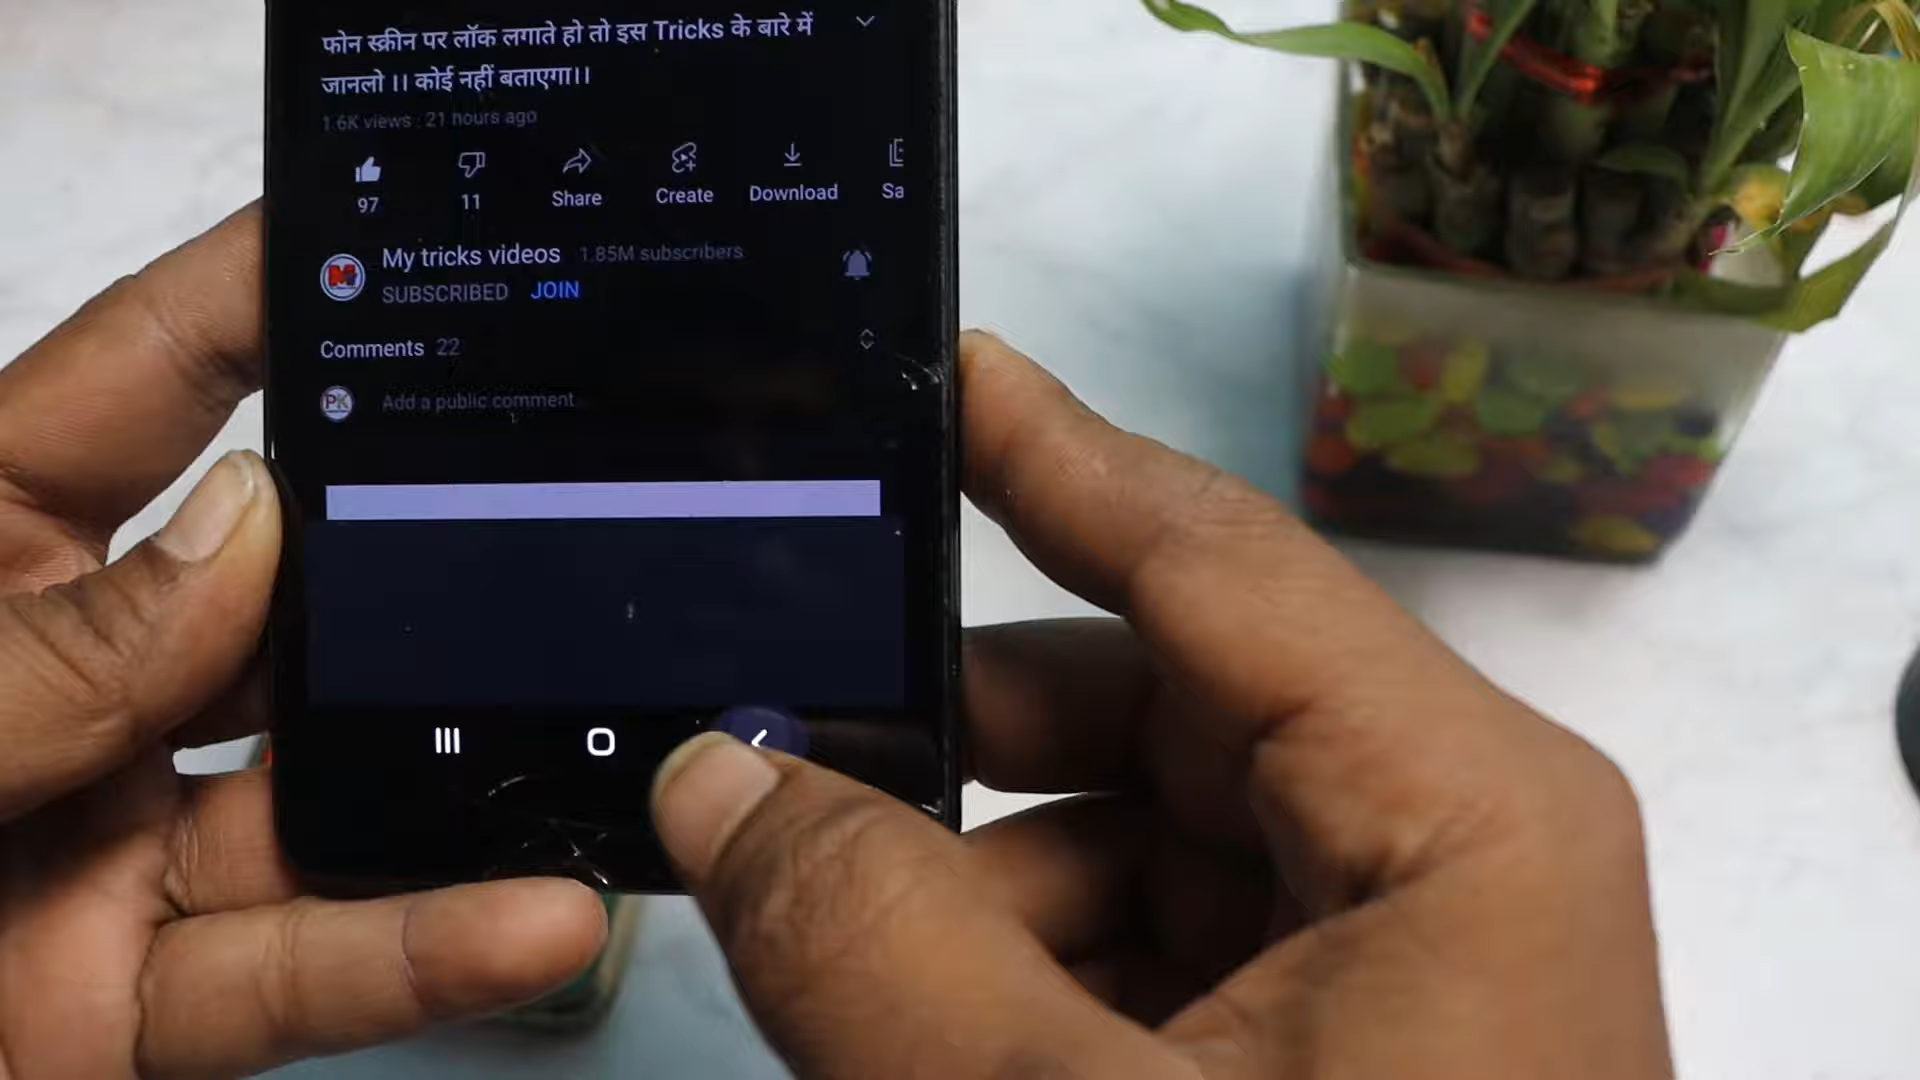 फोन स्क्रीन पर लॉक लगाते हो तो इस Tricks के बारे में
जानलो ।। कोई नहीं बताएगा।।
1.6K views . 21 hours ago
97
11
Share
Create
Download
Sa
My tricks videos 1.85M subscribers
SUBSCRIBED JOIN
Comments 22
PK
Add a public comment